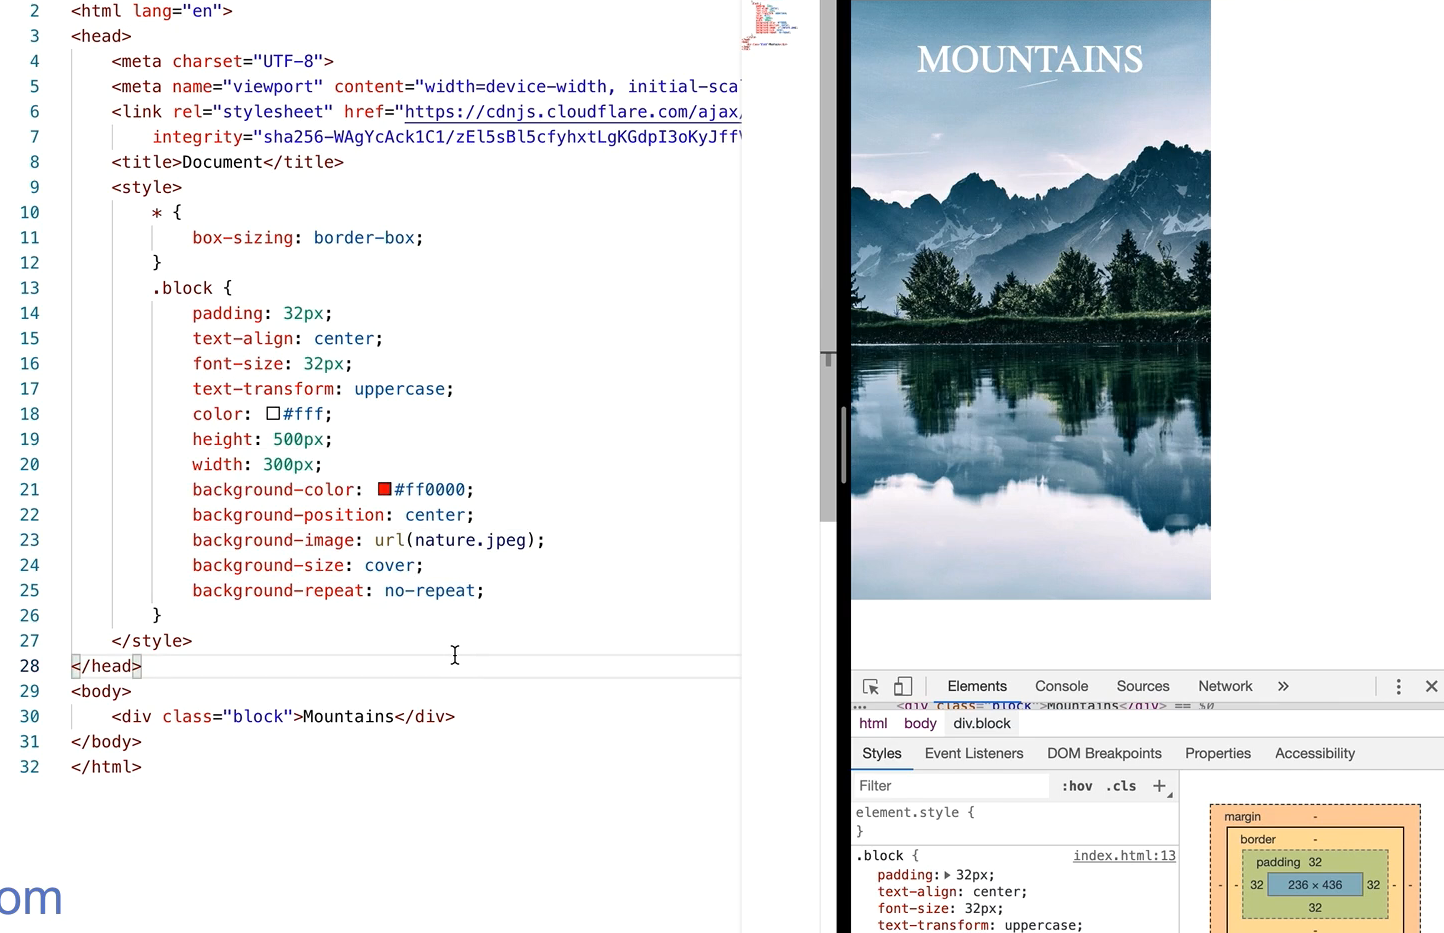 2 <html lang="en">
3 <head>
4 <meta charset="UTF-8">
5 <meta name="viewport" content="width=device-width, initial-sca
6 <link rel="stylesheet" href="https://cdnjs.cloudflare.com/ajax/
7 integrity="sha256-WAgYcAck1C1/zEl5sBl5cfyhxtLgKGdpI3oKyJffV
8 <title>Document</title>
9 <style>
10 * {
11 box-sizing: border-box;
12 }
13 .block {
14 padding: 32px;
15 text-align: center;
16 font-size: 32px;
17 text-transform: uppercase;
18 color: #fff;
19 height: 500px;
20 width: 300px;
21 background-color: #ff0000;
22 background-position: center;
23 background-image: url(nature.jpeg);
24 background-size: cover;
25 background-repeat: no-repeat;
26 }
27 </style>
28 </head>
29 <body>
30 <div class="block">Mountains</div>
31 </body>
32 </html>
om
MOUNTAINS
Elements Console Sources Network »
... <div class="block">Mountains</div> == $0
html body div.block
Styles Event Listeners DOM Breakpoints Properties Accessibility
Filter :hov .cls +
element.style {
}
.block { index.html:13
padding: 32px;
text-align: center;
font-size: 32px;
text-transform: uppercase;
margin -
border -
padding 32
- - 32 236 × 436 32 - -
32
-